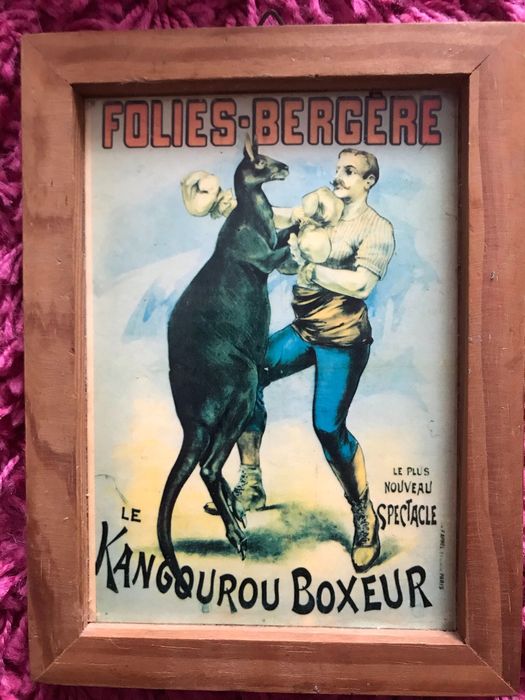 FOLIES-BERGÈRE
LE PLUS
NOUVEAU
SPECTACLE
LE
KANGOUROU BOXEUR